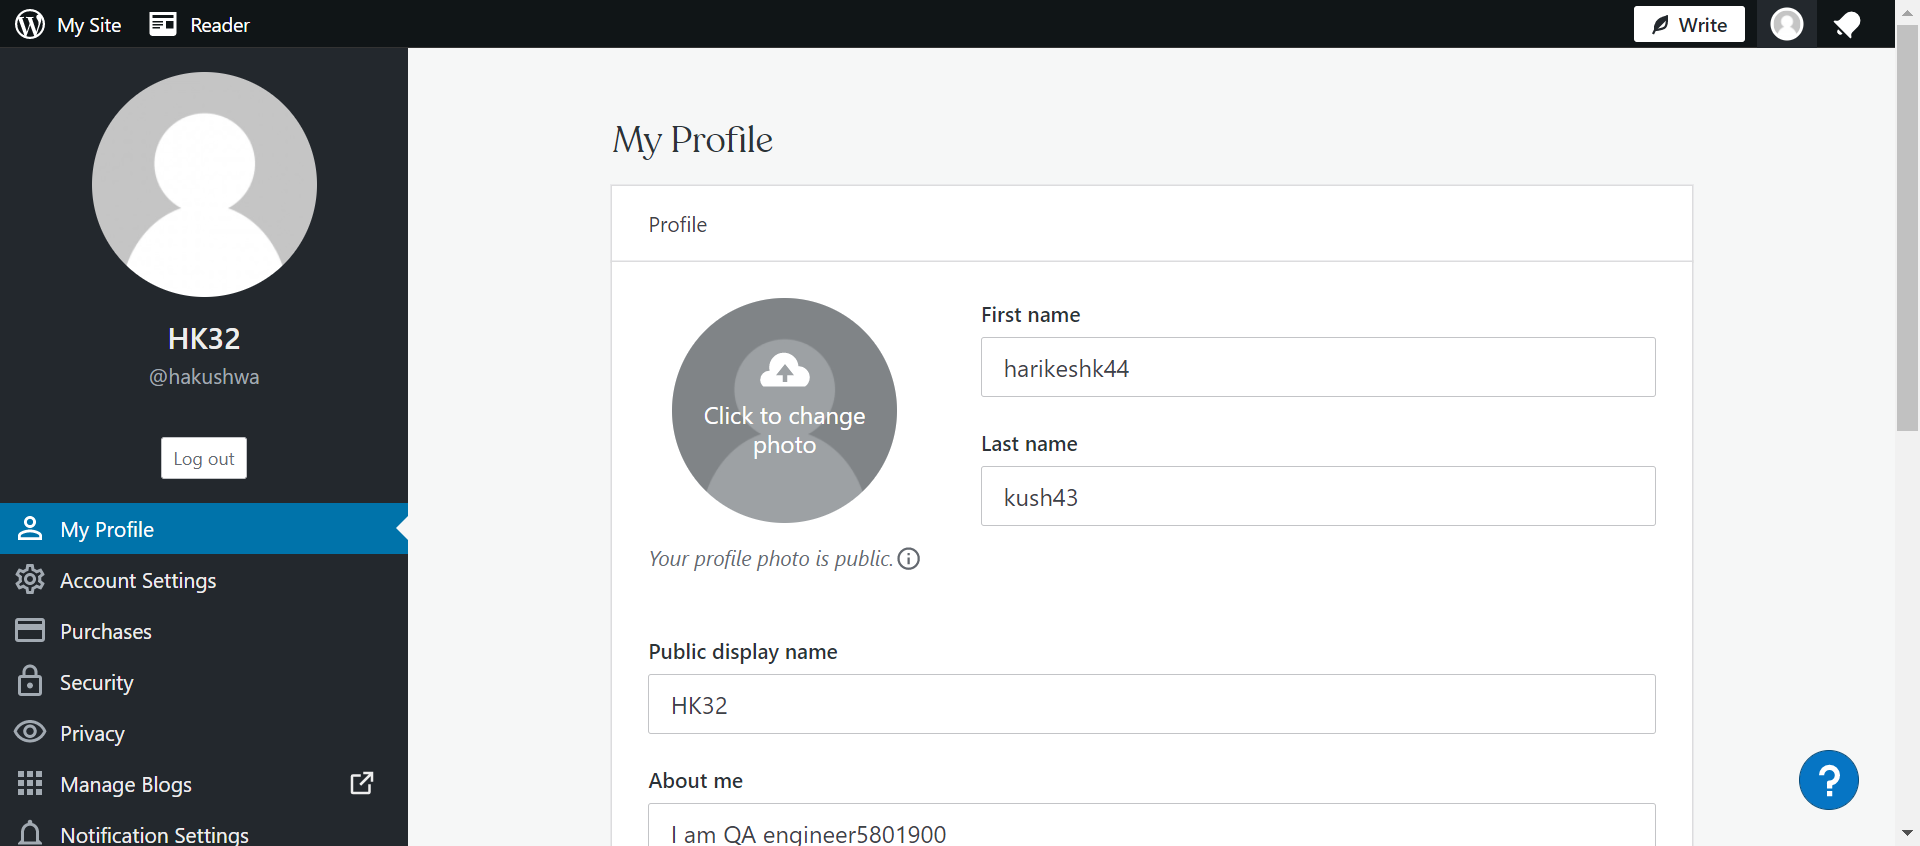 My Site
Reader
Write
HK32
@hakushwa
Log out
My Profile
Account Settings
Purchases
Security
Privacy
Manage Blogs
Notification Settings
My Profile
Profile
Click to change
photo
Your profile photo is public.
First name
harikeshk44
Last name
kush43
Public display name
HK32
About me
I am QA engineer5801900
?